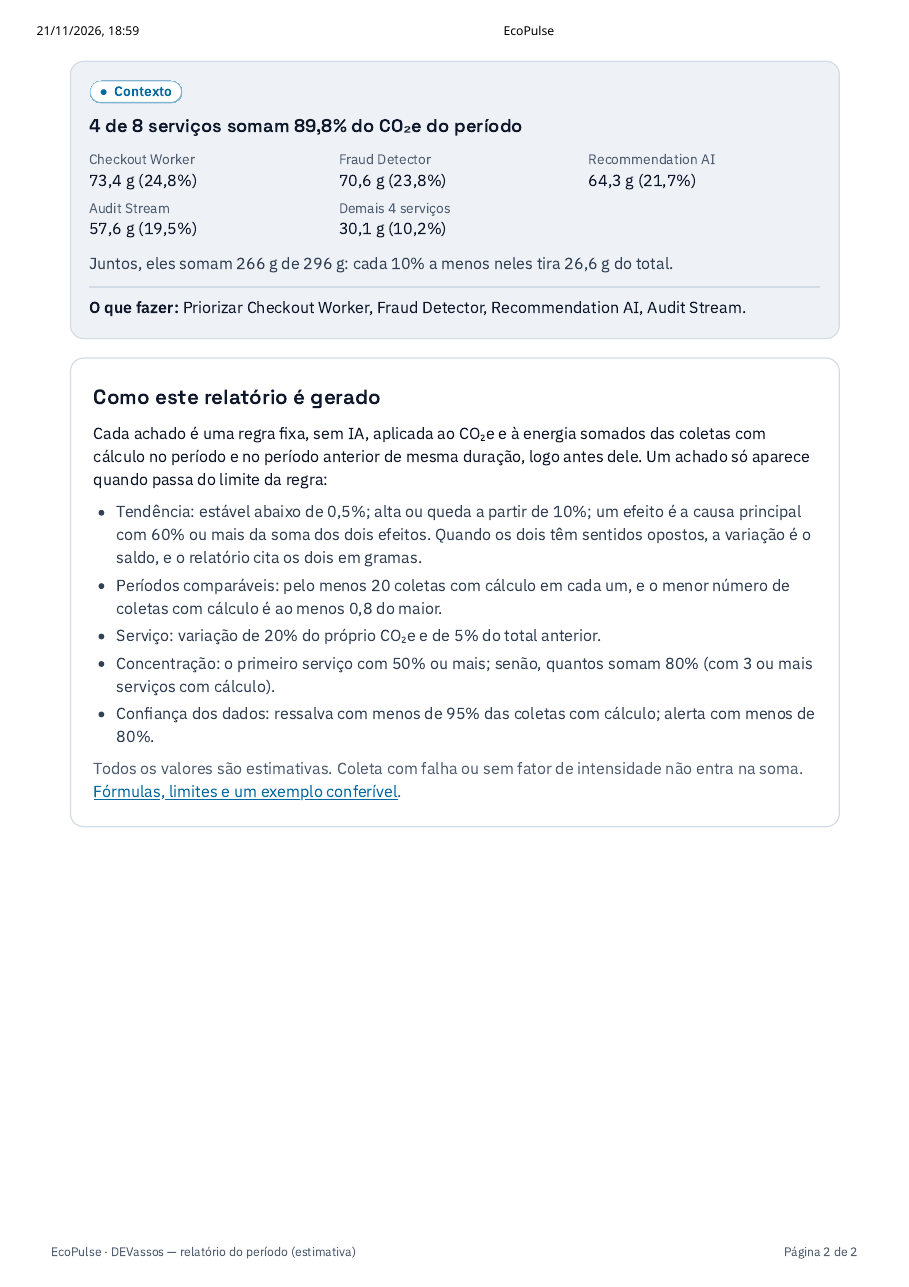 21/11/2026, 18:59
EcoPulse
Contexto
4 de 8 serviços somam 89,8% do CO₂e do período
Checkout Worker
73,4 g (24,8%)
Fraud Detector
70,6 g (23,8%)
Recommendation AI
64,3 g (21,7%)
Audit Stream
57,6 g (19,5%)
Demais 4 serviços
30,1 g (10,2%)
Juntos, eles somam 266 g de 296 g: cada 10% a menos neles tira 26,6 g do total.
O que fazer: Priorizar Checkout Worker, Fraud Detector, Recommendation AI, Audit Stream.
Como este relatório é gerado
Cada achado é uma regra fixa, sem IA, aplicada ao CO₂e e à energia somados das coletas com
cálculo no período e no período anterior de mesma duração, logo antes dele. Um achado só aparece
quando passa do limite da regra:
• Tendência: estável abaixo de 0,5%; alta ou queda a partir de 10%; um efeito é a causa principal
com 60% ou mais da soma dos dois efeitos. Quando os dois têm sentidos opostos, a variação é o
saldo, e o relatório cita os dois em gramas.
• Períodos comparáveis: pelo menos 20 coletas com cálculo em cada um, e o menor número de
coletas com cálculo é ao menos 0,8 do maior.
• Serviço: variação de 20% do próprio CO₂e e de 5% do total anterior.
• Concentração: o primeiro serviço com 50% ou mais; senão, quantos somam 80% (com 3 ou mais
serviços com cálculo).
• Confiança dos dados: ressalva com menos de 95% das coletas com cálculo; alerta com menos de
80%.
Todos os valores são estimativas. Coleta com falha ou sem fator de intensidade não entra na soma.
Fórmulas, limites e um exemplo conferível.
EcoPulse · DEVassos — relatório do período (estimativa)
Página 2 de 2